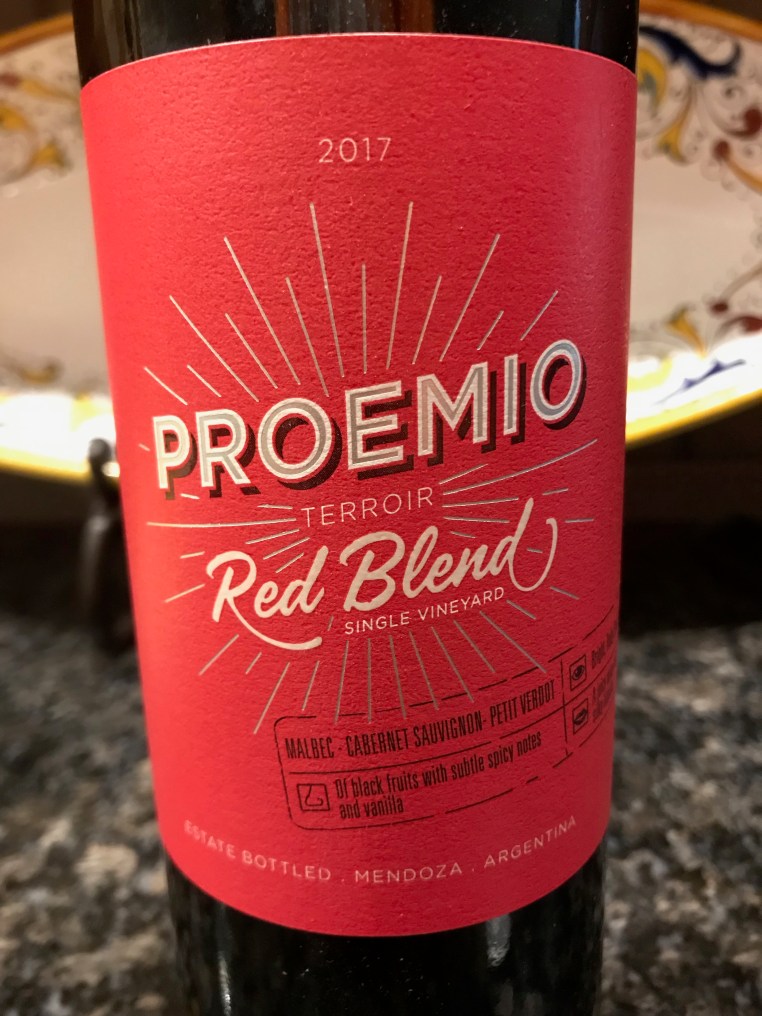 2017
PROEMIO
TERROIR
Red Blend
SINGLE VINEYARD
MALBEC - CABERNET SAUVIGNON - PETIT VERDOT
Of black fruits with subtle spicy notes
and vanilla
ESTATE BOTTLED . MENDOZA . ARGENTINA